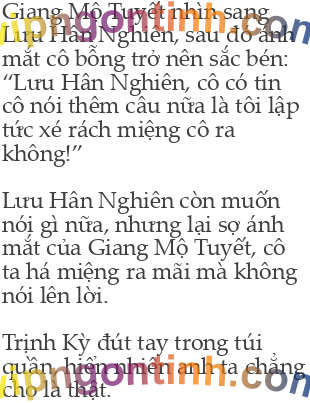 Giang Mộ Tuyết nhìn sang
Lưu Hân Nghiên, sau đó ánh
mắt cô bỗng trở nên sắc bén:
“Lưu Hân Nghiên, cô có tin
cô nói thêm câu nữa là tôi lập
tức xé rách miệng cô ra
không!”
Lưu Hân Nghiên còn muốn
nói gì nữa, nhưng lại sợ ánh
mắt của Giang Mộ Tuyết, cô
ta há miệng ra mãi mà không
nói lên lời.
Trịnh Kỳ đút tay trong túi
quần, hiển nhiên anh ta chẳng
cho là thật.
vipngontinh.com
vipngontinh.com